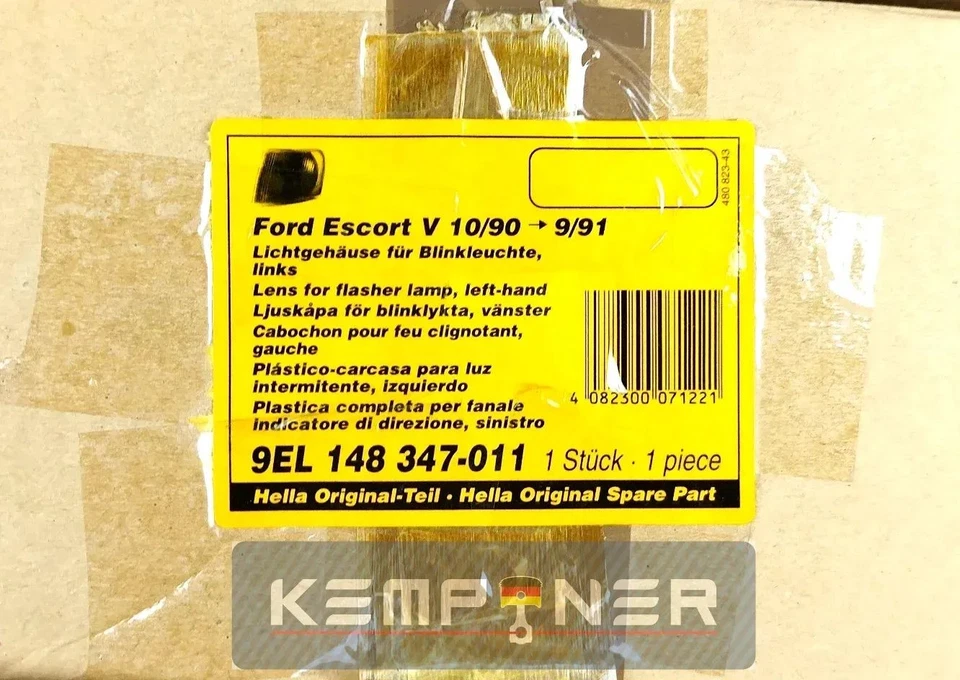 480 823-43
Ford Escort V 10/90 → 9/91
Lichtgehäuse für Blinkleuchte,
links
Lens for flasher lamp, left-hand
Ljuskåpa för blinklykta, vänster
Cabochon pour feu clignotant,
gauche
Plástico-carcasa para luz
intermitente, izquierdo
Plastica completa per fanale
indicatore di direzione, sinistro
4 082300 071221
9EL 148 347-011 1 Stück · 1 piece
Hella Original-Teil · Hella Original Spare Part
KEMPTNER